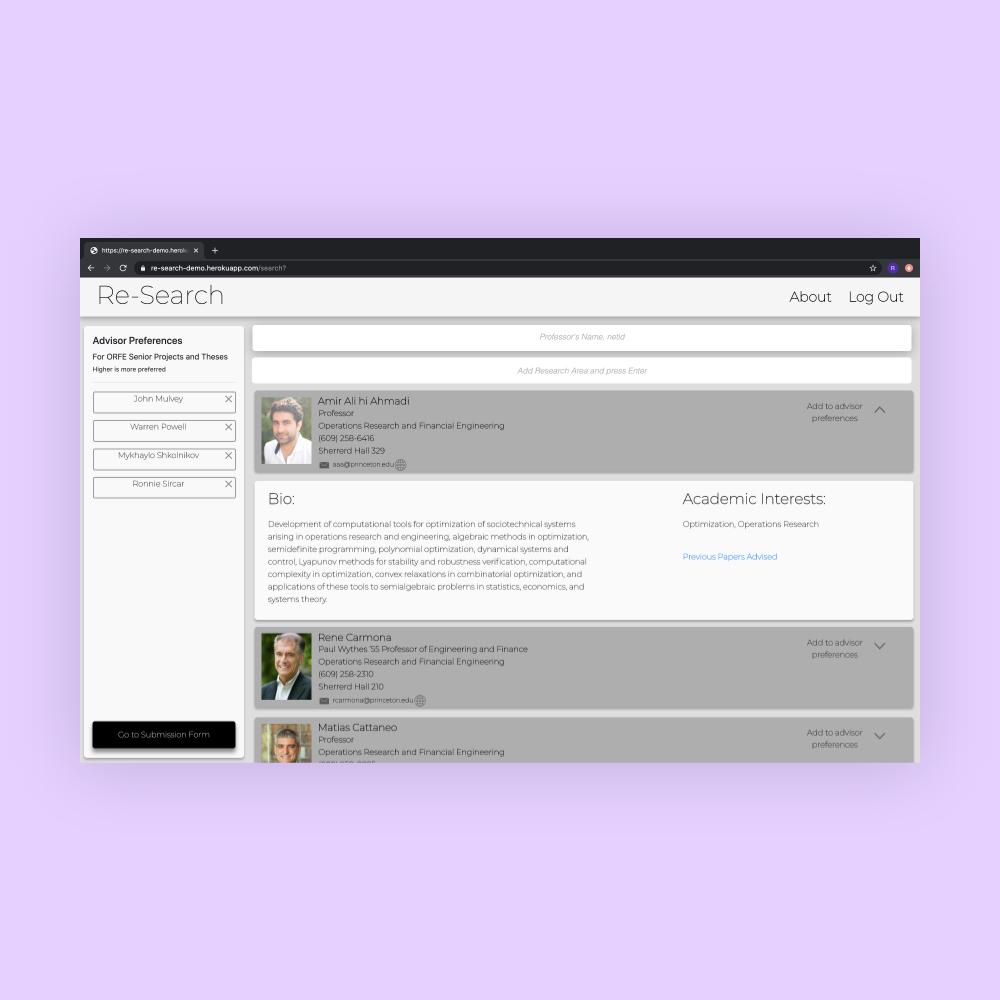 https://re-search-demo.heroku
re-search-demo.herokuapp.com/search?
R
Re-Search
About
Log Out
Advisor Preferences
For ORFE Senior Projects and Theses
Higher is more preferred
John Mulvey
Warren Powell
Mykhaylo Shkolnikov
Ronnie Sircar
Go to Submission Form
Professor's Name, netid
Add Research Area and press Enter
Amir Ali hi Ahmadi
Professor
Operations Research and Financial Engineering
(609) 258-6416
Sherrerd Hall 329
aaa@princeton.edu
Add to advisor
preferences
Bio:
Development of computational tools for optimization of sociotechnical systems
arising in operations research and engineering, algebraic methods in optimization,
semidefinite programming, polynomial optimization, dynamical systems and
control, Lyapunov methods for stability and robustness verification, computational
complexity in optimization, convex relaxations in combinatorial optimization, and
applications of these tools to semialgebraic problems in statistics, economics, and
systems theory.
Academic Interests:
Optimization, Operations Research
Previous Papers Advised
Rene Carmona
Paul Wythes '55 Professor of Engineering and Finance
Operations Research and Financial Engineering
(609) 258-2310
Sherrerd Hall 210
rcarmona@princeton.edu
Add to advisor
preferences
Matias Cattaneo
Professor
Operations Research and Financial Engineering
Add to advisor
preferences